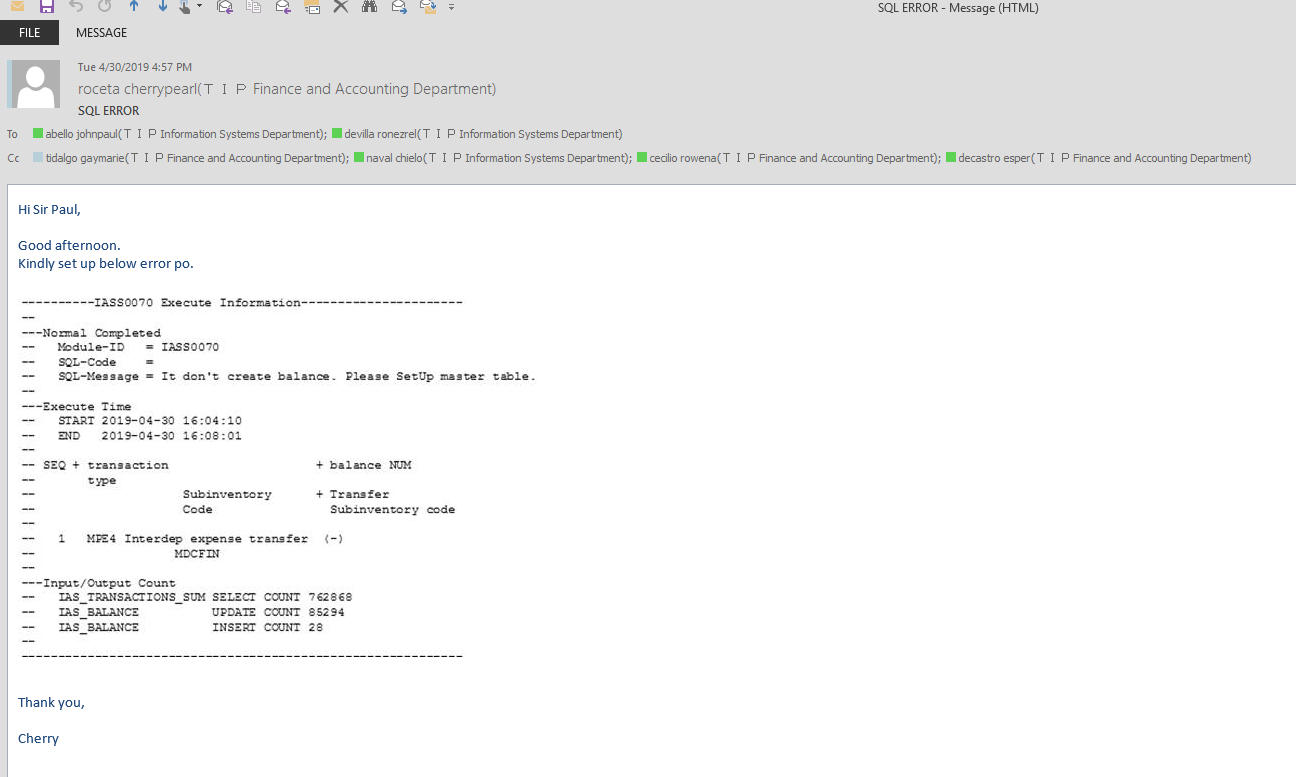 SQL ERROR - Message (HTML)
FILE MESSAGE
Tue 4/30/2019 4:57 PM
roceta cherrypearl(T I P Finance and Accounting Department)
SQL ERROR
To abello johnpaul(T I P Information Systems Department); devilla ronezrel(T I P Information Systems Department)
Cc tidalgo gaymarie(T I P Finance and Accounting Department); naval chielo(T I P Information Systems Department); cecilio rowena(T I P Finance and Accounting Department); decastro esper(T I P Finance and Accounting Department)
Hi Sir Paul,
Good afternoon.
Kindly set up below error po.
----------IASS0070 Execute Information----------------------
--
---Normal Completed
--   Module-ID   = IASS0070
--   SQL-Code    =
--   SQL-Message = It don't create balance. Please SetUp master table.
--
---Execute Time
--   START 2019-04-30 16:04:10
--   END   2019-04-30 16:08:01
--
-- SEQ + transaction                    + balance NUM
--       type
--                    Subinventory      + Transfer
--                    Code                Subinventory code
--
--   1   MPE4 Interdep expense transfer  (-)
--                   MDCFIN
--
---Input/Output Count
--   IAS_TRANSACTIONS_SUM SELECT COUNT 762868
--   IAS_BALANCE          UPDATE COUNT 85294
--   IAS_BALANCE          INSERT COUNT 28
--
------------------------------------------------------------
Thank you,
Cherry